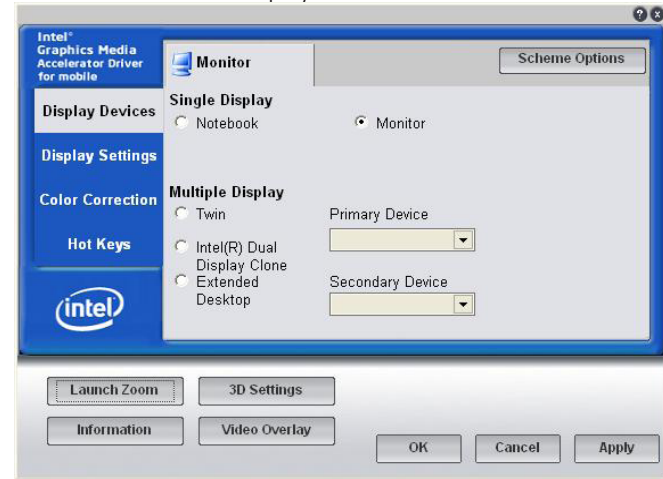 Intel®
Graphics Media
Accelerator Driver
for mobile
Monitor
Scheme Options
Display Devices
Display Settings
Color Correction
Hot Keys
intel
Single Display
Notebook
Monitor
Multiple Display
Twin
Primary Device
Intel(R) Dual
Display Clone
Extended
Desktop
Secondary Device
Launch Zoom
3D Settings
Information
Video Overlay
OK
Cancel
Apply